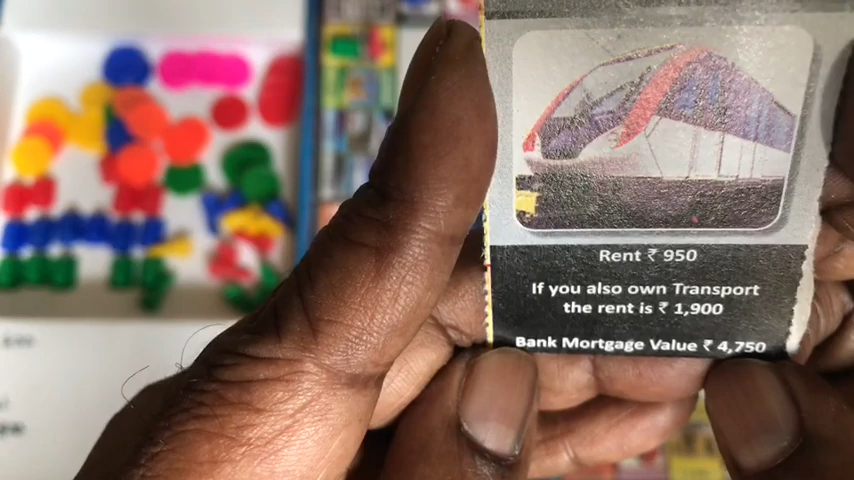 Rent ₹ 950
If you also own Transport
the rent is ₹ 1,900
Bank Mortgage Value ₹ 4,750